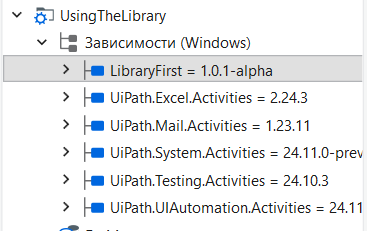 UsingTheLibrary
Зависимости (Windows)
LibraryFirst = 1.0.1-alpha
UiPath.Excel.Activities = 2.24.3
UiPath.Mail.Activities = 1.23.11
UiPath.System.Activities = 24.11.0-prev
UiPath.Testing.Activities = 24.10.3
UiPath.UIAutomation.Activities = 24.11